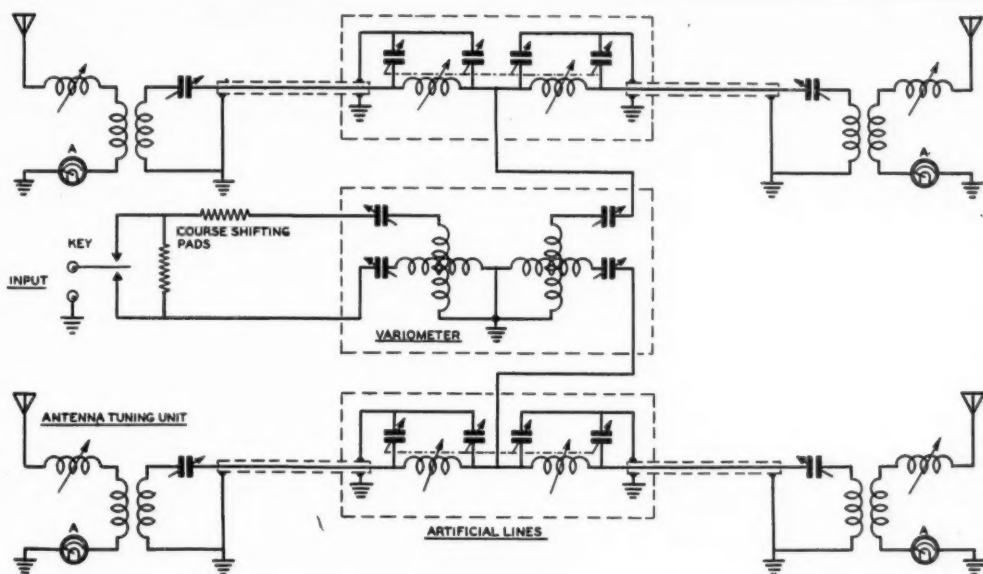 A
A
KEY
COURSE SHIFTING
PADS
INPUT
VARIOMETER
ANTENNA TUNING UNIT
A
A
ARTIFICIAL LINES